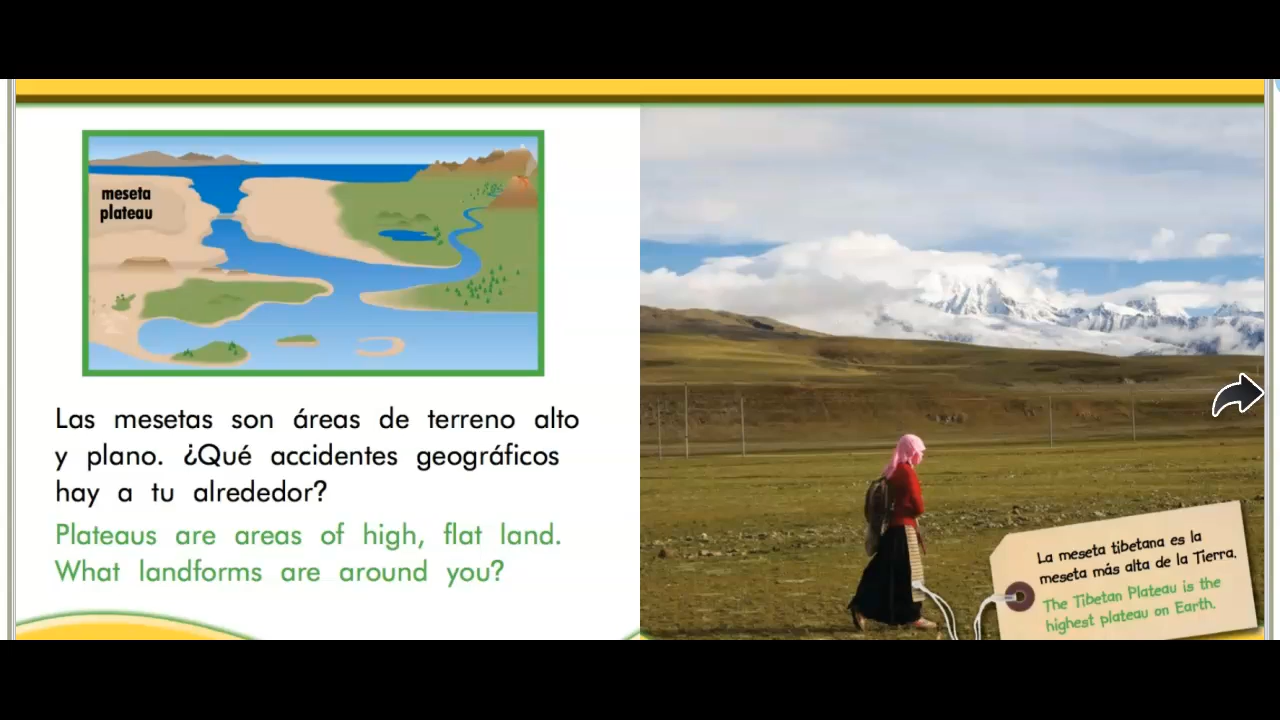 meseta
plateau
Las mesetas son áreas de terreno alto
y plano. ¿Qué accidentes geográficos
hay a tu alrededor?
Plateaus are areas of high, flat land.
What landforms are around you?
La meseta tibetana es la
meseta más alta de la Tierra.
The Tibetan Plateau is the
highest plateau on Earth.